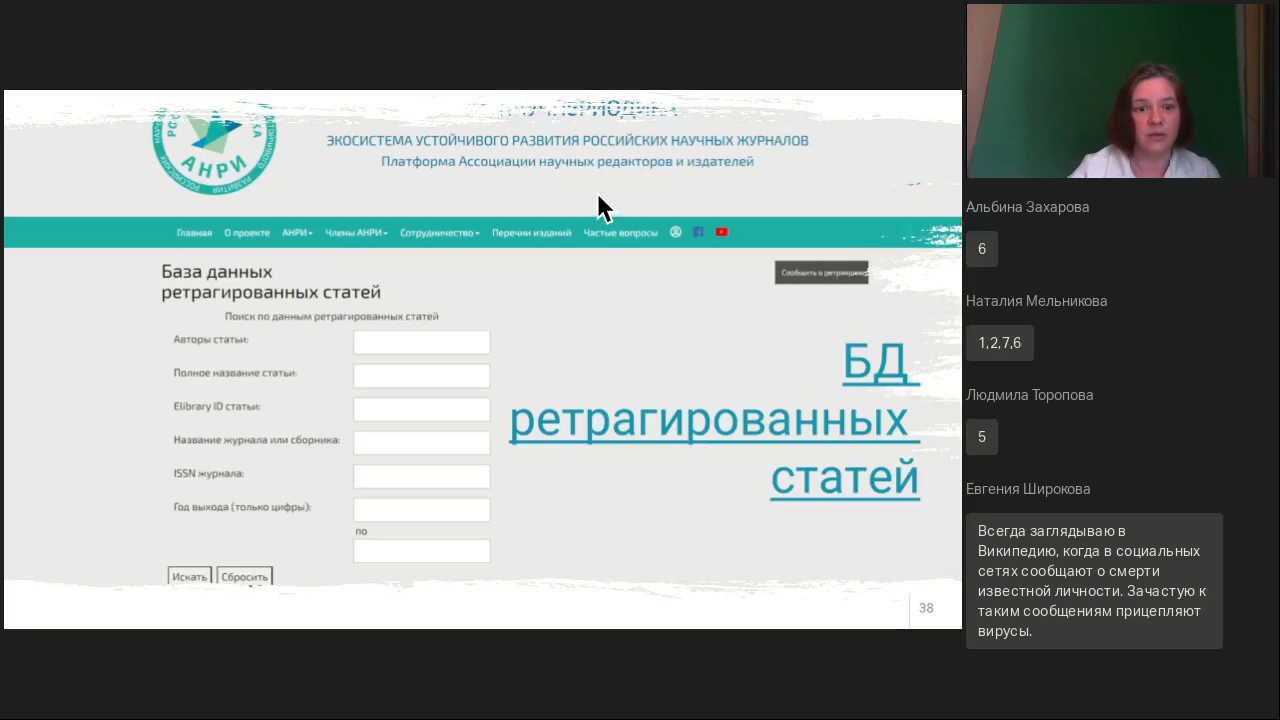 АНРИ
ЭКОСИСТЕМА УСТОЙЧИВОГО РАЗВИТИЯ РОССИЙСКИХ НАУЧНЫХ ЖУРНАЛОВ
Платформа Ассоциации научных редакторов и издателей
Главная О проекте АНРИ Члены АНРИ Сотрудничество Перечни изданий Частые вопросы
База данных
ретрагированных статей
Сообщить о
Поиск по данным ретрагированных статей
Авторы статьи:
Полное название статьи:
Elibrary ID статьи:
Название журнала или сборника:
ISSN журнала:
Год выхода (только цифры):
по
Искать Сбросить
БД
ретрагированных
статей
38
Альбина Захарова
6
Наталия Мельникова
1,2,7,6
Людмила Торопова
5
Евгения Широкова
Всегда заглядываю в
Википедию, когда в социальных
сетях сообщают о смерти
известной личности. Зачастую к
таким сообщениям прицепляют
вирусы.